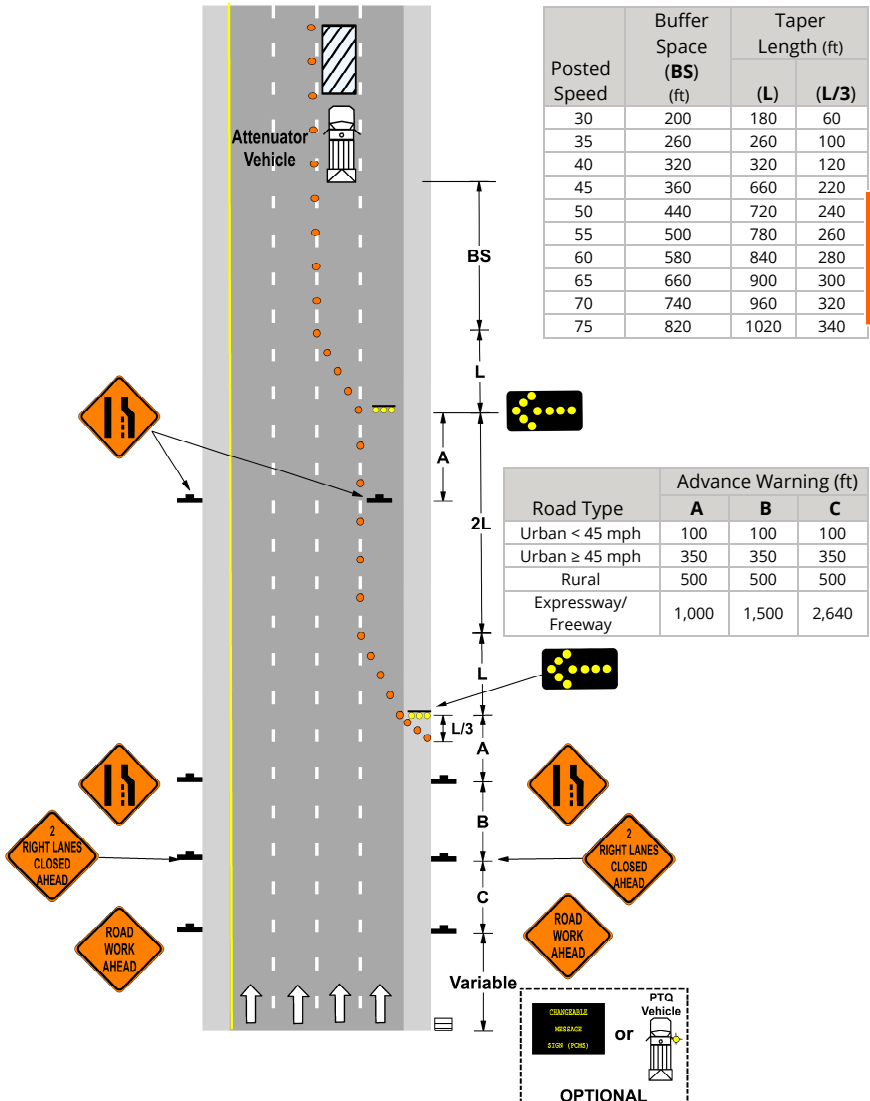 Posted Speed | Buffer Space (BS) (ft) | Taper Length (ft)
(L) | (L/3)
30 | 200 | 180 | 60
35 | 260 | 260 | 100
40 | 320 | 320 | 120
45 | 360 | 660 | 220
50 | 440 | 720 | 240
55 | 500 | 780 | 260
60 | 580 | 840 | 280
65 | 660 | 900 | 300
70 | 740 | 960 | 320
75 | 820 | 1020 | 340
Attenuator
Vehicle
BS
L
A
2L
Road Type | Advance Warning (ft)
A | B | C
Urban < 45 mph | 100 | 100 | 100
Urban ≥ 45 mph | 350 | 350 | 350
Rural | 500 | 500 | 500
Expressway/ Freeway | 1,000 | 1,500 | 2,640
L
L/3
A
B
2
RIGHT LANES
CLOSED
AHEAD
2
RIGHT LANES
CLOSED
AHEAD
C
ROAD
WORK
AHEAD
ROAD
WORK
AHEAD
Variable
CHANGEABLE
MESSAGE
SIGN (PCMS)
or
PTQ
Vehicle
OPTIONAL